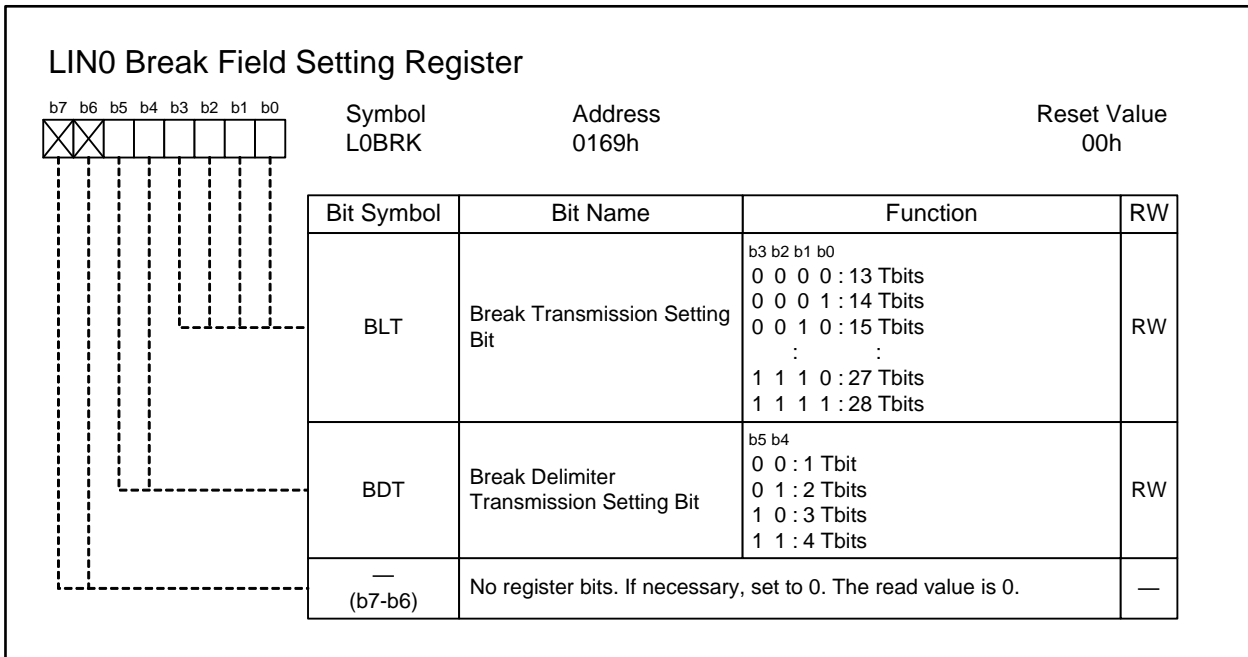 LIN0 Break Field Setting Register
b7 b6 b5 b4 b3 b2 b1 b0
Symbol Address Reset Value
L0BRK 0169h 00h
Bit Symbol Bit Name Function RW
BLT
Break Transmission Setting
Bit
b3 b2 b1 b0
0 0 0 0 : 13 Tbits
0 0 0 1 : 14 Tbits
0 0 1 0 : 15 Tbits
: :
1 1 1 0 : 27 Tbits
1 1 1 1 : 28 Tbits
RW
BDT
Break Delimiter
Transmission Setting Bit
b5 b4
0 0 : 1 Tbit
0 1 : 2 Tbits
1 0 : 3 Tbits
1 1 : 4 Tbits
RW
—
(b7-b6)
No register bits. If necessary, set to 0. The read value is 0.
—